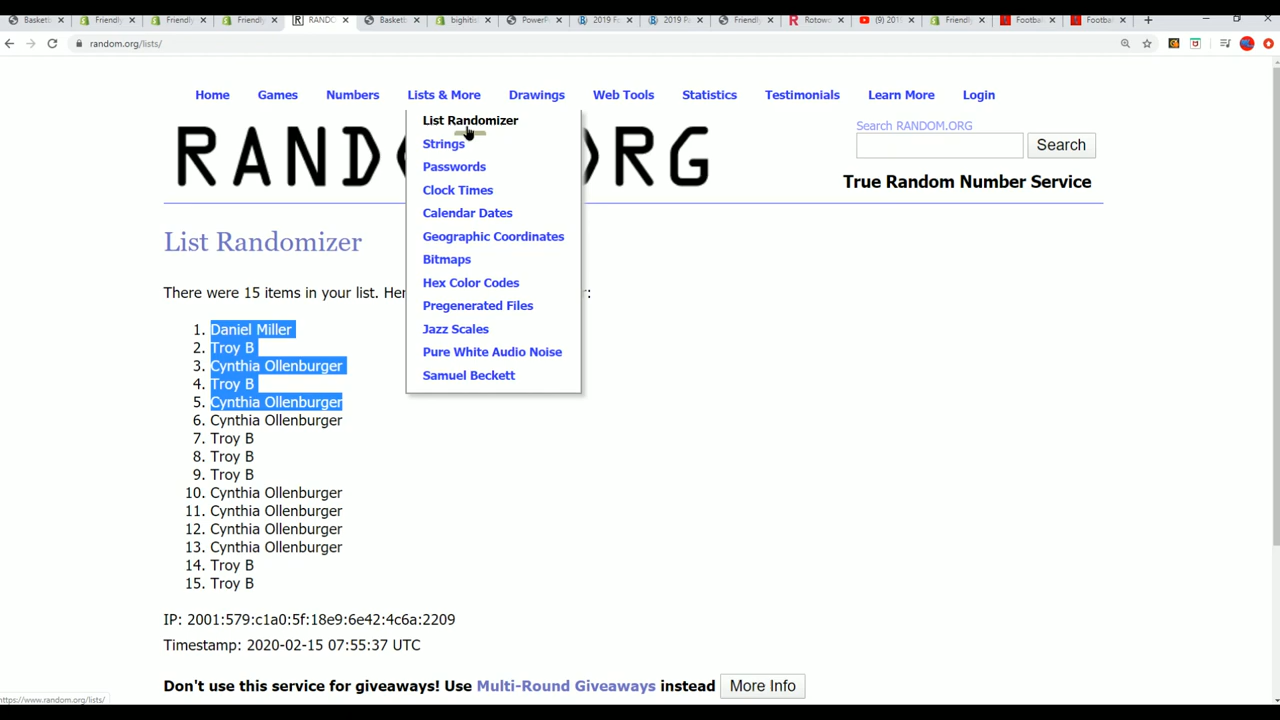 Basketb
Friendly
Friendly
Friendly
RANDO
Basketb
bighitis
PowerP
2019 F
2019 P
Friendly
Rotow
(9) 201
Friendly
Footbal
Footbal
random.org/lists/
Home Games Numbers Lists & More Drawings Web Tools Statistics Testimonials Learn More Login
List Randomizer
Strings
Passwords
Clock Times
Calendar Dates
Geographic Coordinates
Bitmaps
Hex Color Codes
Pregenerated Files
Jazz Scales
Pure White Audio Noise
Samuel Beckett
RAND RG
Search RANDOM.ORG
Search
True Random Number Service
List Randomizer
There were 15 items in your list. Her :
1. Daniel Miller
2. Troy B
3. Cynthia Ollenburger
4. Troy B
5. Cynthia Ollenburger
6. Cynthia Ollenburger
7. Troy B
8. Troy B
9. Troy B
10. Cynthia Ollenburger
11. Cynthia Ollenburger
12. Cynthia Ollenburger
13. Cynthia Ollenburger
14. Troy B
15. Troy B
IP: 2001:579:c1a0:5f:18e9:6e42:4c6a:2209
Timestamp: 2020-02-15 07:55:37 UTC
Don't use this service for giveaways! Use Multi-Round Giveaways instead More Info
https://www.random.org/lists/